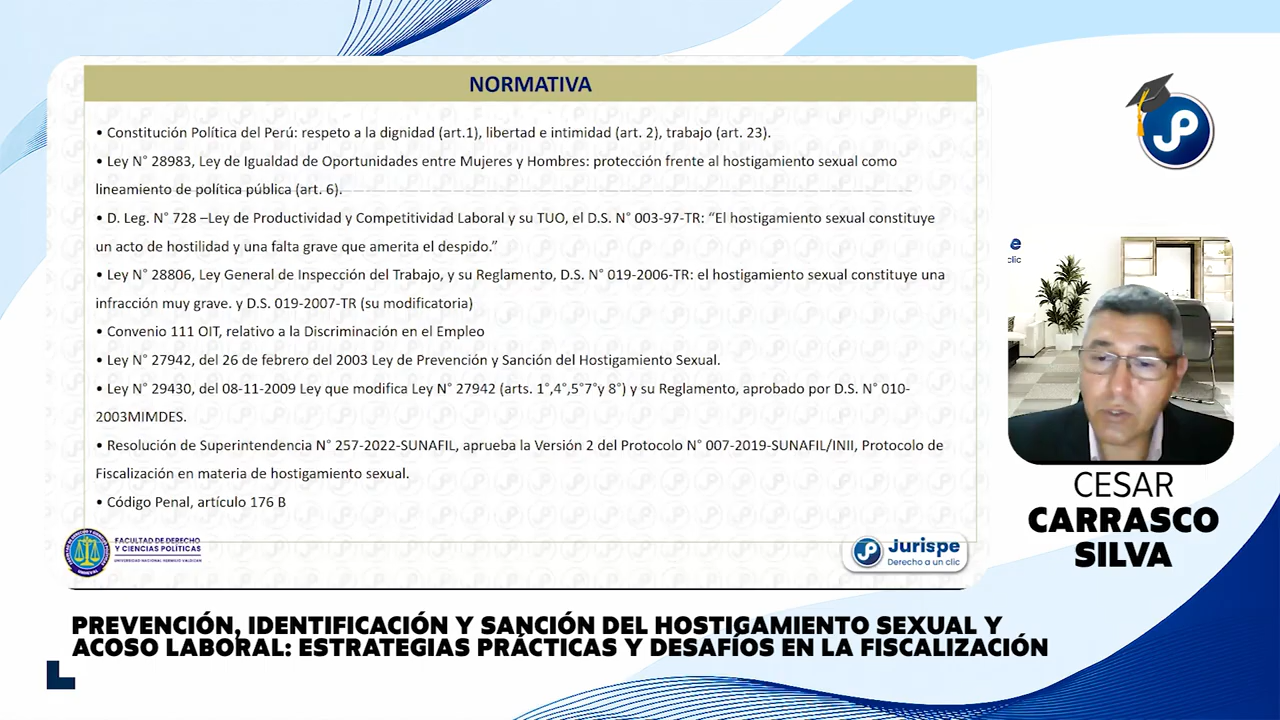 NORMATIVA
• Constitución Política del Perú: respeto a la dignidad (art.1), libertad e intimidad (art. 2), trabajo (art. 23).
• Ley N° 28983, Ley de Igualdad de Oportunidades entre Mujeres y Hombres: protección frente al hostigamiento sexual como
lineamiento de política pública (art. 6).
• D. Leg. N° 728 –Ley de Productividad y Competitividad Laboral y su TUO, el D.S. N° 003-97-TR: “El hostigamiento sexual constituye
un acto de hostilidad y una falta grave que amerita el despido.”
• Ley N° 28806, Ley General de Inspección del Trabajo, y su Reglamento, D.S. N° 019-2006-TR: el hostigamiento sexual constituye una
infracción muy grave. y D.S. 019-2007-TR (su modificatoria)
• Convenio 111 OIT, relativo a la Discriminación en el Empleo
• Ley N° 27942, del 26 de febrero del 2003 Ley de Prevención y Sanción del Hostigamiento Sexual.
• Ley N° 29430, del 08-11-2009 Ley que modifica Ley N° 27942 (arts. 1°,4°,5°7°y 8°) y su Reglamento, aprobado por D.S. N° 010-
2003MIMDES.
• Resolución de Superintendencia N° 257-2022-SUNAFIL, aprueba la Versión 2 del Protocolo N° 007-2019-SUNAFIL/INII, Protocolo de
Fiscalización en materia de hostigamiento sexual.
• Código Penal, artículo 176 B
FACULTAD DE DERECHO
Y CIENCIAS POLÍTICAS
UNIVERSIDAD NACIONAL HERMILIO VALDIZAN
JP Jurispe
Derecho a un clic
JP
e
clic
CESAR
CARRASCO
SILVA
PREVENCIÓN, IDENTIFICACIÓN Y SANCIÓN DEL HOSTIGAMIENTO SEXUAL Y
ACOSO LABORAL: ESTRATEGIAS PRÁCTICAS Y DESAFÍOS EN LA FISCALIZACIÓN